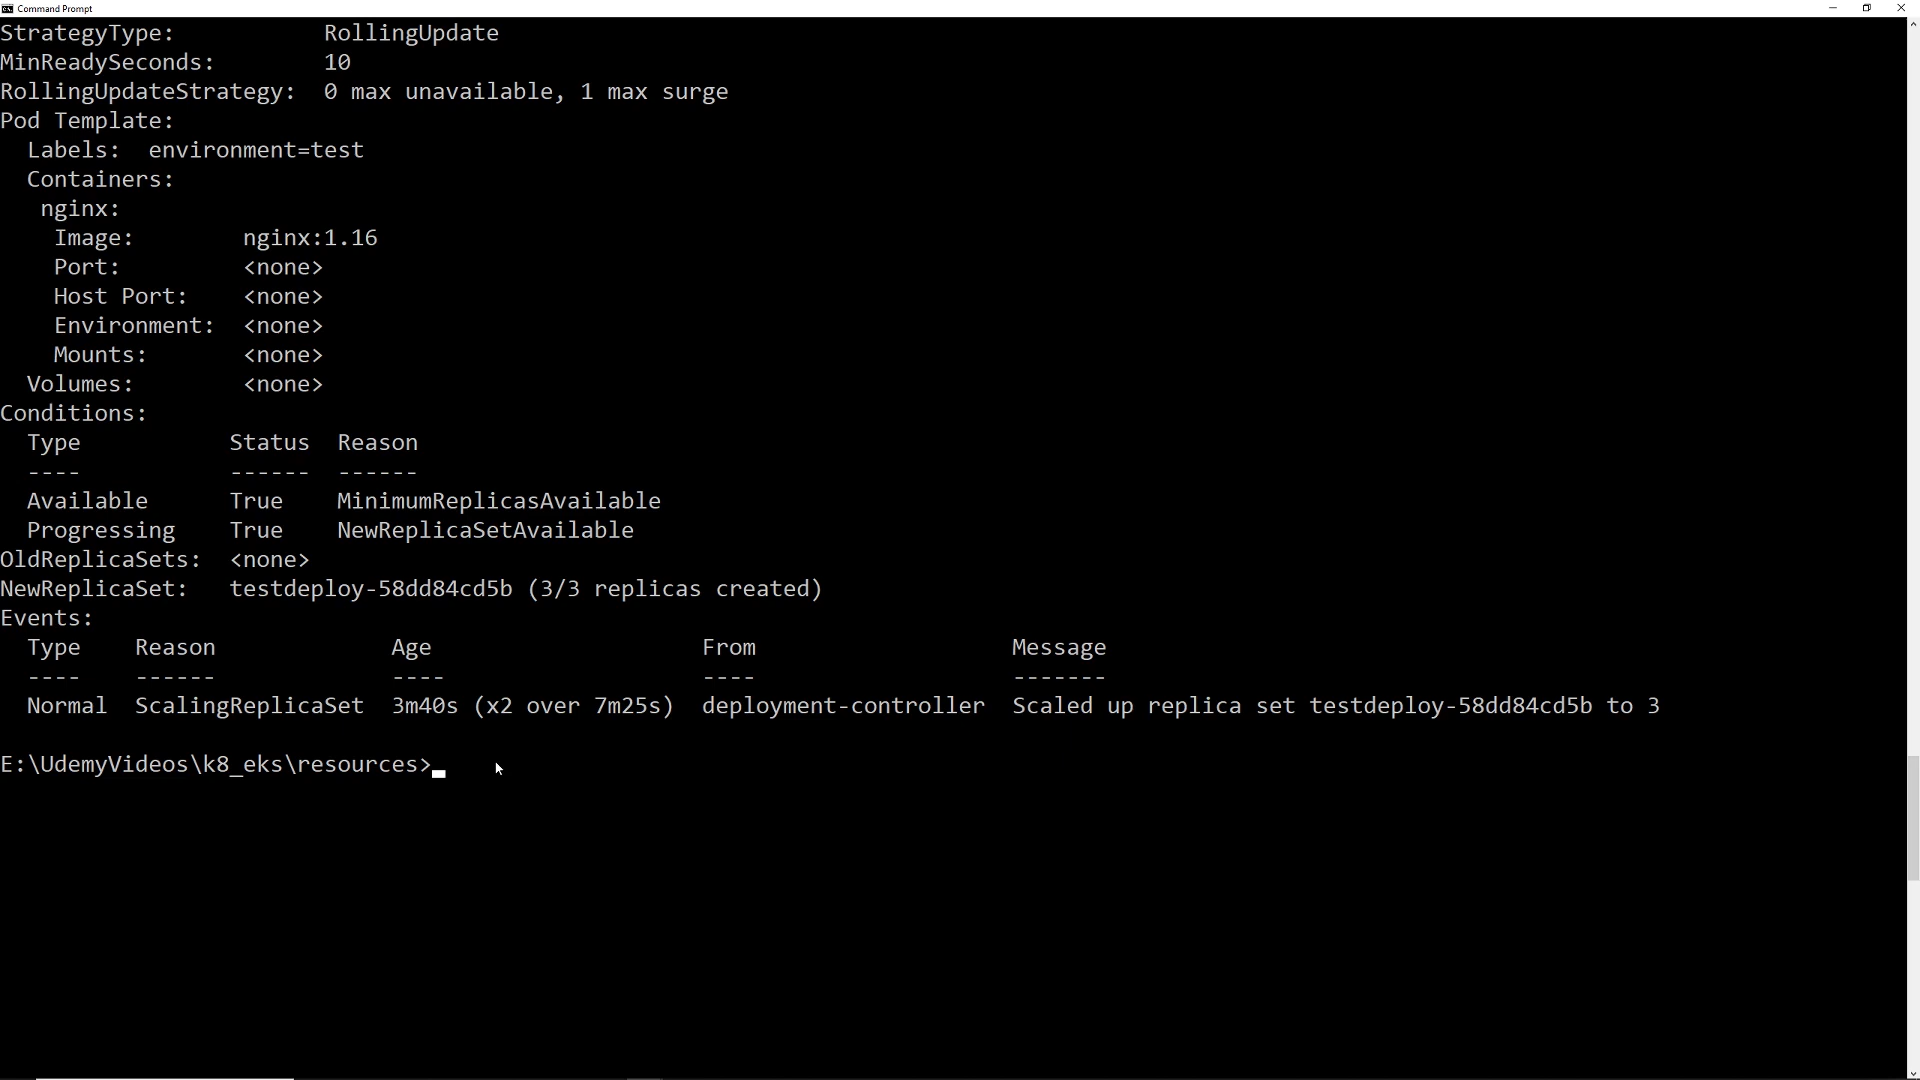 Command Prompt
StrategyType:           RollingUpdate
MinReadySeconds:        10
RollingUpdateStrategy:  0 max unavailable, 1 max surge
Pod Template:
  Labels:  environment=test
  Containers:
   nginx:
    Image:        nginx:1.16
    Port:         <none>
    Host Port:    <none>
    Environment:  <none>
    Mounts:       <none>
  Volumes:        <none>
Conditions:
  Type           Status  Reason
  ----           ------  ------
  Available      True    MinimumReplicasAvailable
  Progressing    True    NewReplicaSetAvailable
OldReplicaSets:  <none>
NewReplicaSet:   testdeploy-58dd84cd5b (3/3 replicas created)
Events:
  Type    Reason             Age                    From                   Message
  ----    ------             ----                   ----                   -------
  Normal  ScalingReplicaSet  3m40s (x2 over 7m25s)  deployment-controller  Scaled up replica set testdeploy-58dd84cd5b to 3
E:\UdemyVideos\k8_eks\resources>